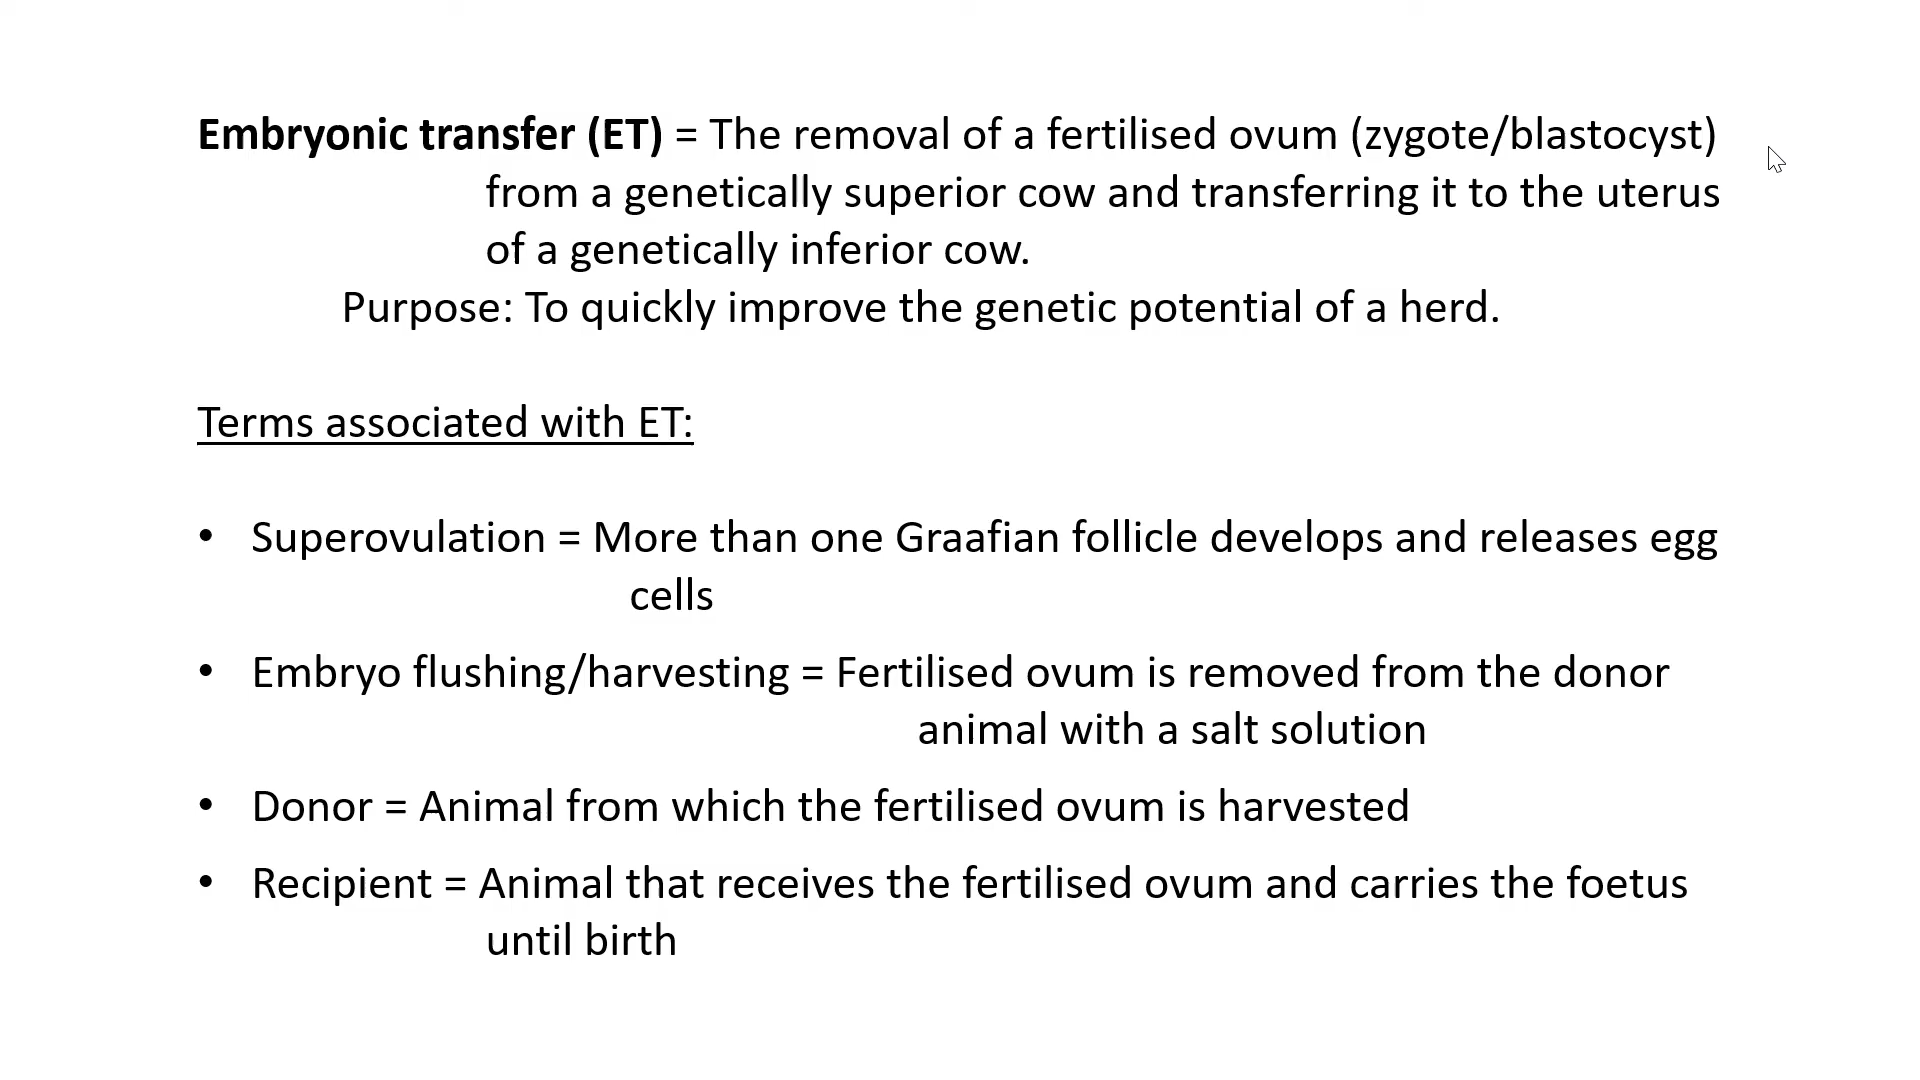 Embryonic transfer (ET) = The removal of a fertilised ovum (zygote/blastocyst)
from a genetically superior cow and transferring it to the uterus
of a genetically inferior cow.
Purpose: To quickly improve the genetic potential of a herd.
Terms associated with ET:
• Superovulation = More than one Graafian follicle develops and releases egg
cells
• Embryo flushing/harvesting = Fertilised ovum is removed from the donor
animal with a salt solution
• Donor = Animal from which the fertilised ovum is harvested
• Recipient = Animal that receives the fertilised ovum and carries the foetus
until birth